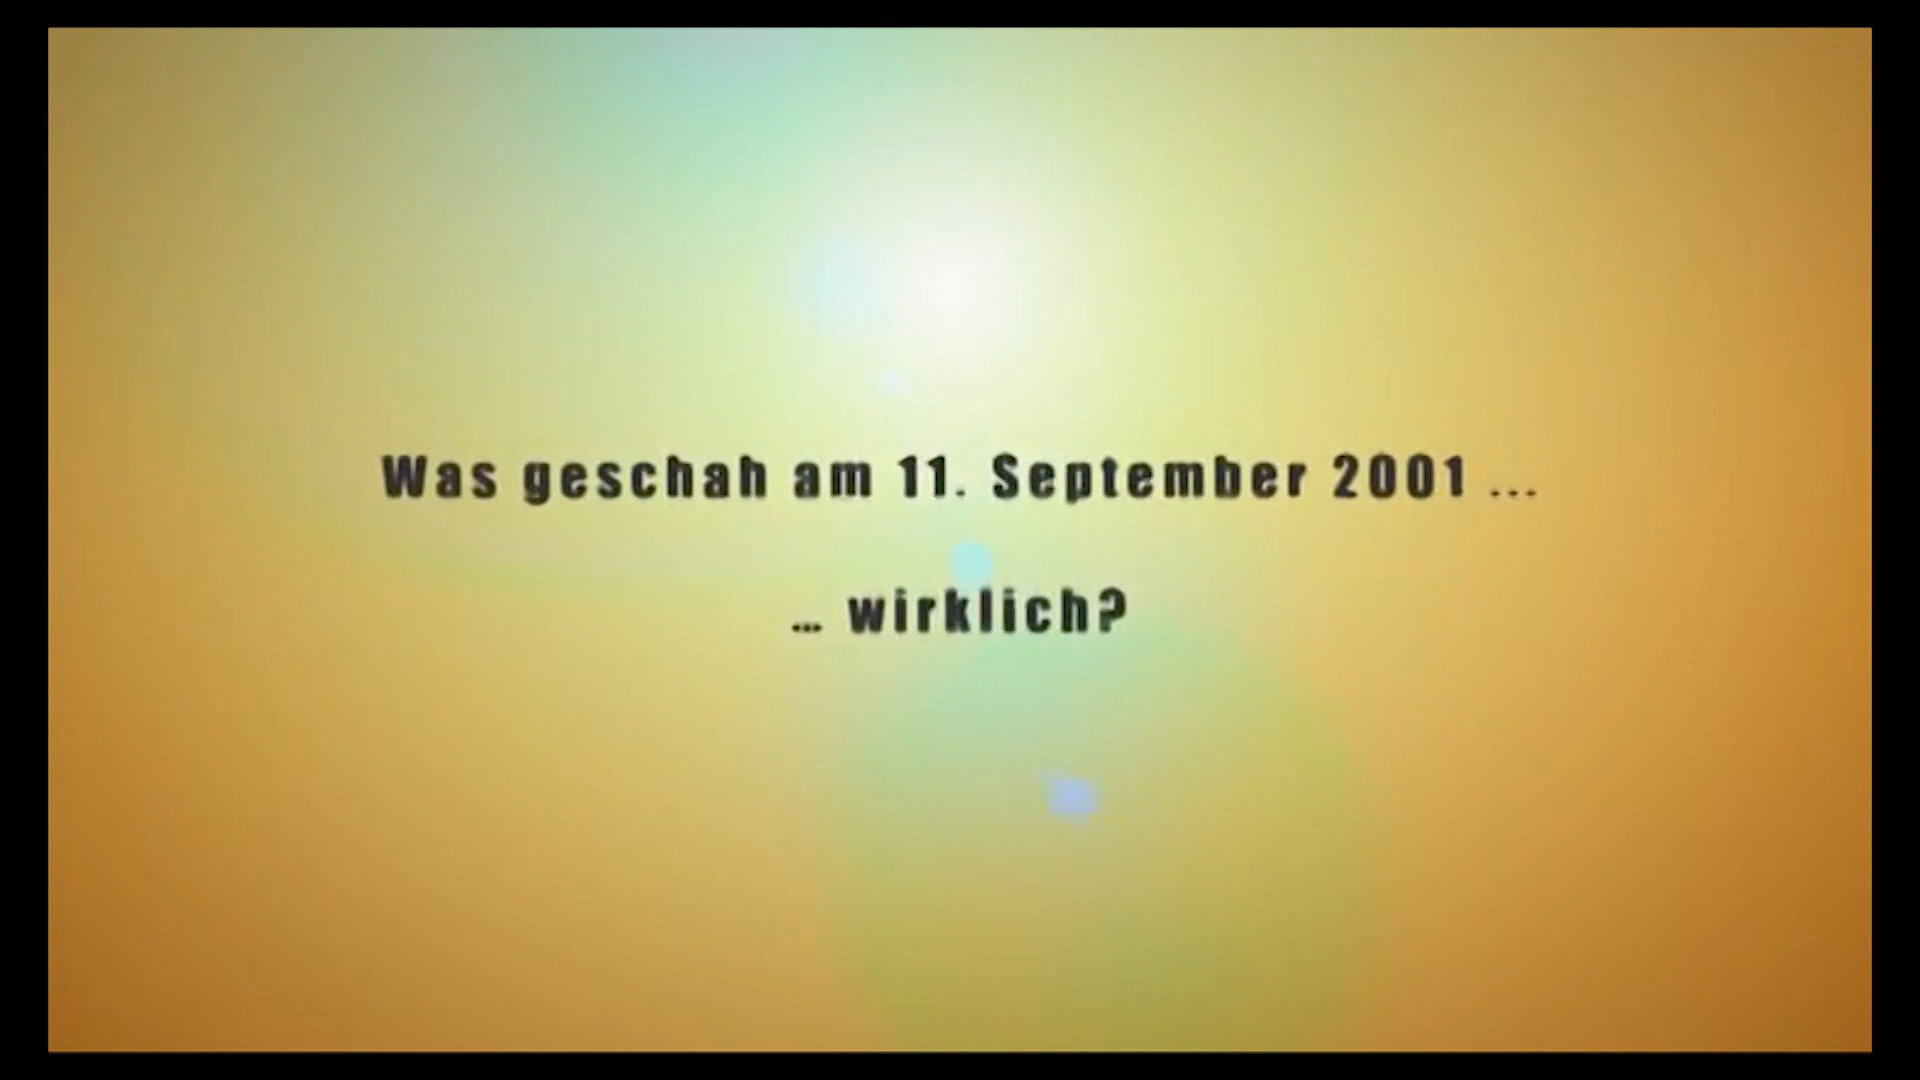 Was geschah am 11. September 2001 ...
... wirklich?